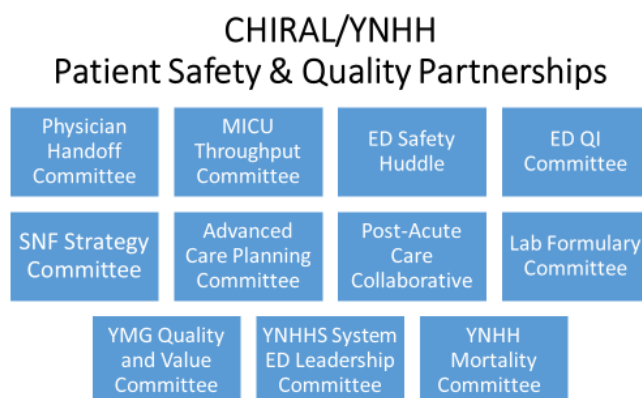 CHIRAL/YNHH
Patient Safety & Quality Partnerships
Physician
Handoff
Committee
MICU
Throughput
Committee
ED Safety
Huddle
ED QI
Committee
SNF Strategy
Committee
Advanced
Care Planning
Committee
Post-Acute
Care
Collaborative
Lab Formulary
Committee
YMG Quality
and Value
Committee
YNHHS System
ED Leadership
Committee
YNHH
Mortality
Committee